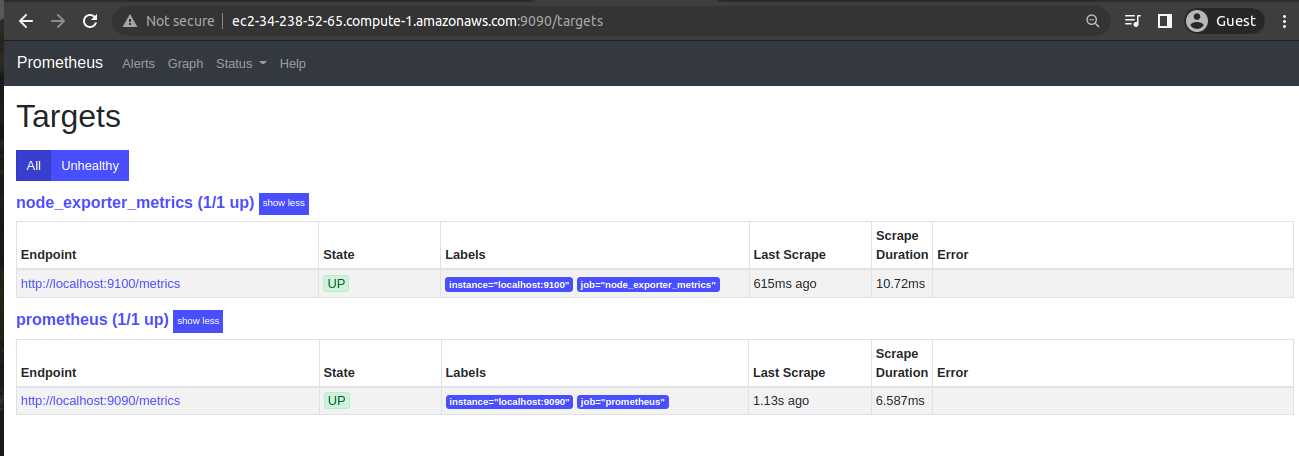 Not secure ec2-34-238-52-65.compute-1.amazonaws.com:9090/targets Guest
Prometheus Alerts Graph Status Help
Targets
All Unhealthy
node_exporter_metrics (1/1 up) show less
Endpoint State Labels Last Scrape Scrape Duration Error
http://localhost:9100/metrics UP instance="localhost:9100" job="node_exporter_metrics" 615ms ago 10.72ms
prometheus (1/1 up) show less
Endpoint State Labels Last Scrape Scrape Duration Error
http://localhost:9090/metrics UP instance="localhost:9090" job="prometheus" 1.13s ago 6.587ms